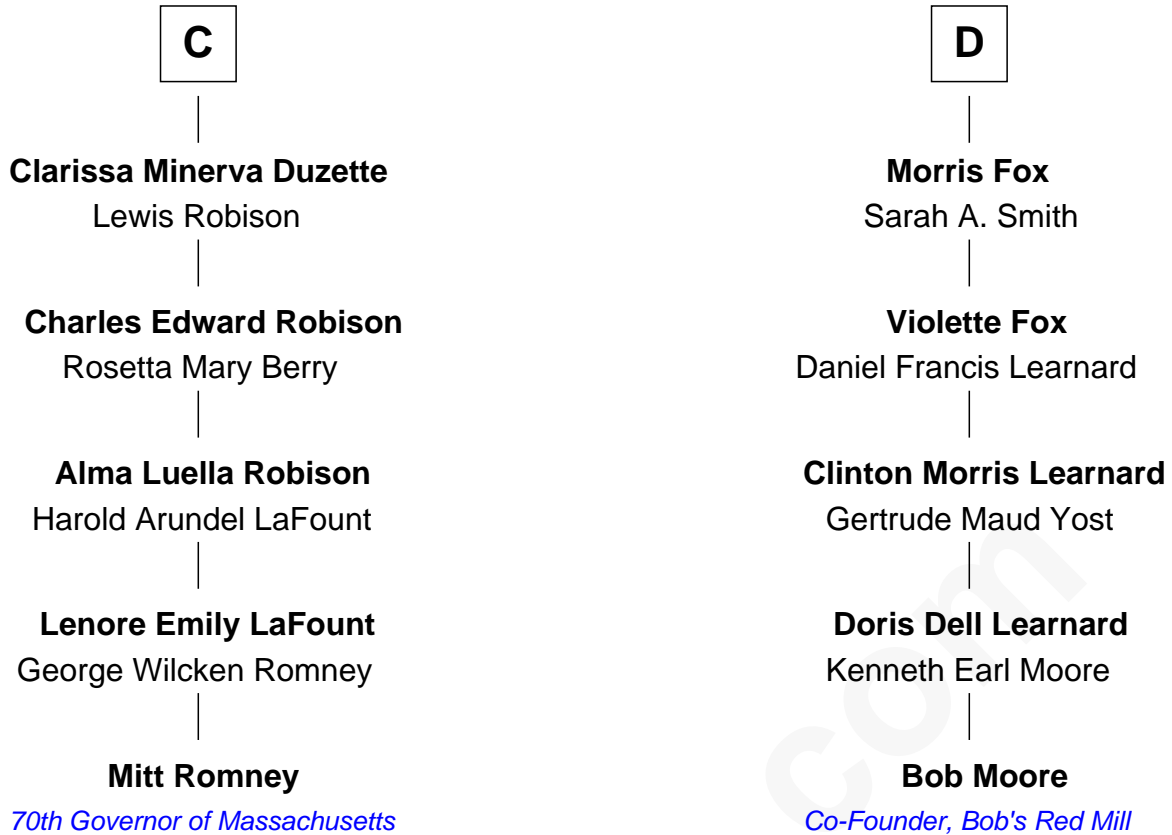 C
Clarissa Minerva Duzette
Lewis Robison
Charles Edward Robison
Rosetta Mary Berry
Alma Luella Robison
Harold Arundel LaFount
Lenore Emily LaFount
George Wilcken Romney
Mitt Romney
70th Governor of Massachusetts
D
Morris Fox
Sarah A. Smith
Violette Fox
Daniel Francis Learnard
Clinton Morris Learnard
Gertrude Maud Yost
Doris Dell Learnard
Kenneth Earl Moore
Bob Moore
Co-Founder, Bob's Red Mill
com